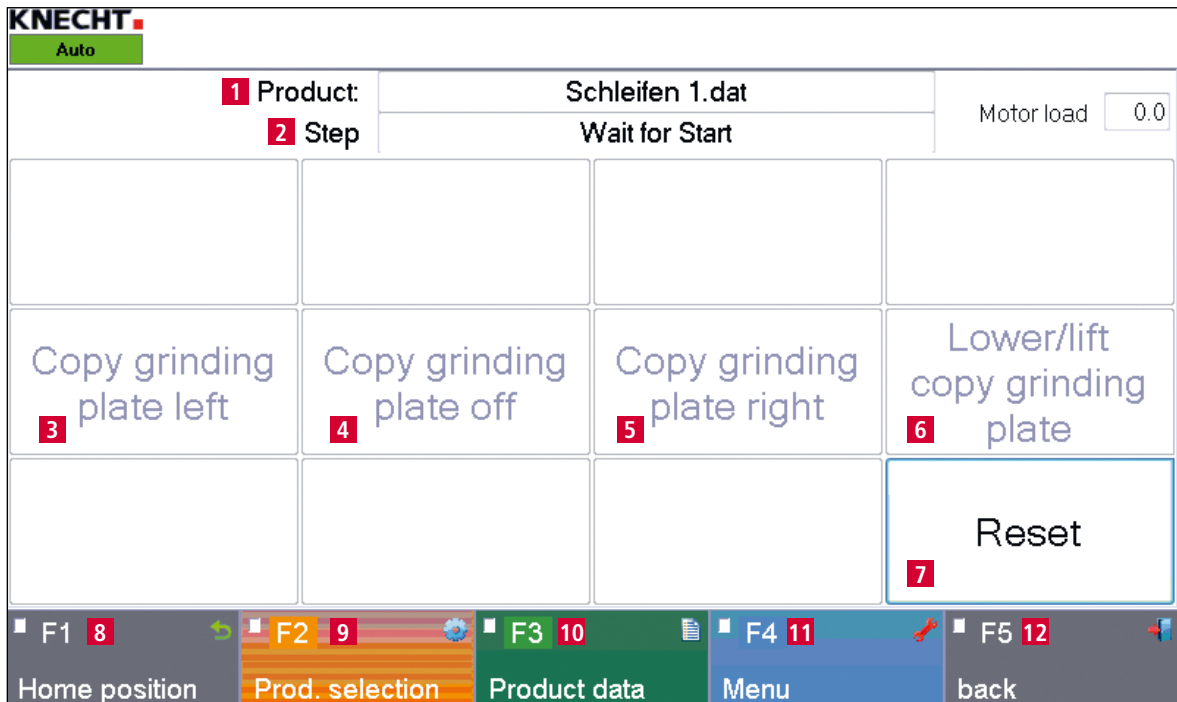 KNECHT
Auto
1 Product: Schleifen 1.dat
Motor load 0.0
2 Step Wait for Start
Copy grinding
plate left
3
Copy grinding
plate off
4
Copy grinding
plate right
5
Lower/lift
copy grinding
plate
6
Reset
7
F1 8
Home position
F2 9
Prod. selection
F3 10
Product data
F4 11
Menu
F5 12
back